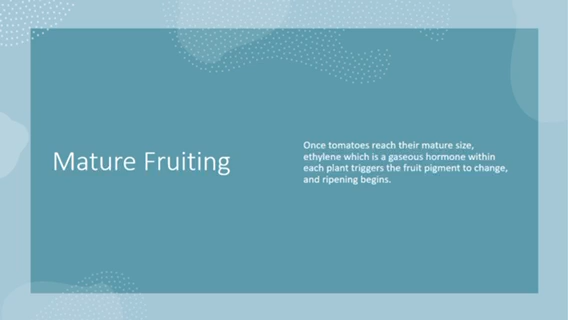 Mature Fruiting
Once tomatoes reach their mature size,
ethylene which is a gaseous hormone within
each plant triggers the fruit pigment to change,
and ripening begins.